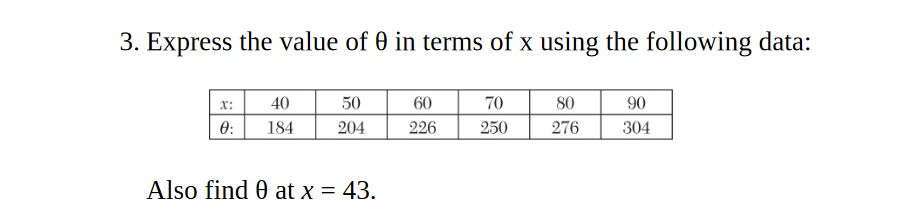 3. Express the value of θ in terms of x using the following data:
x: 40 50 60 70 80 90
θ: 184 204 226 250 276 304
Also find θ at x = 43.